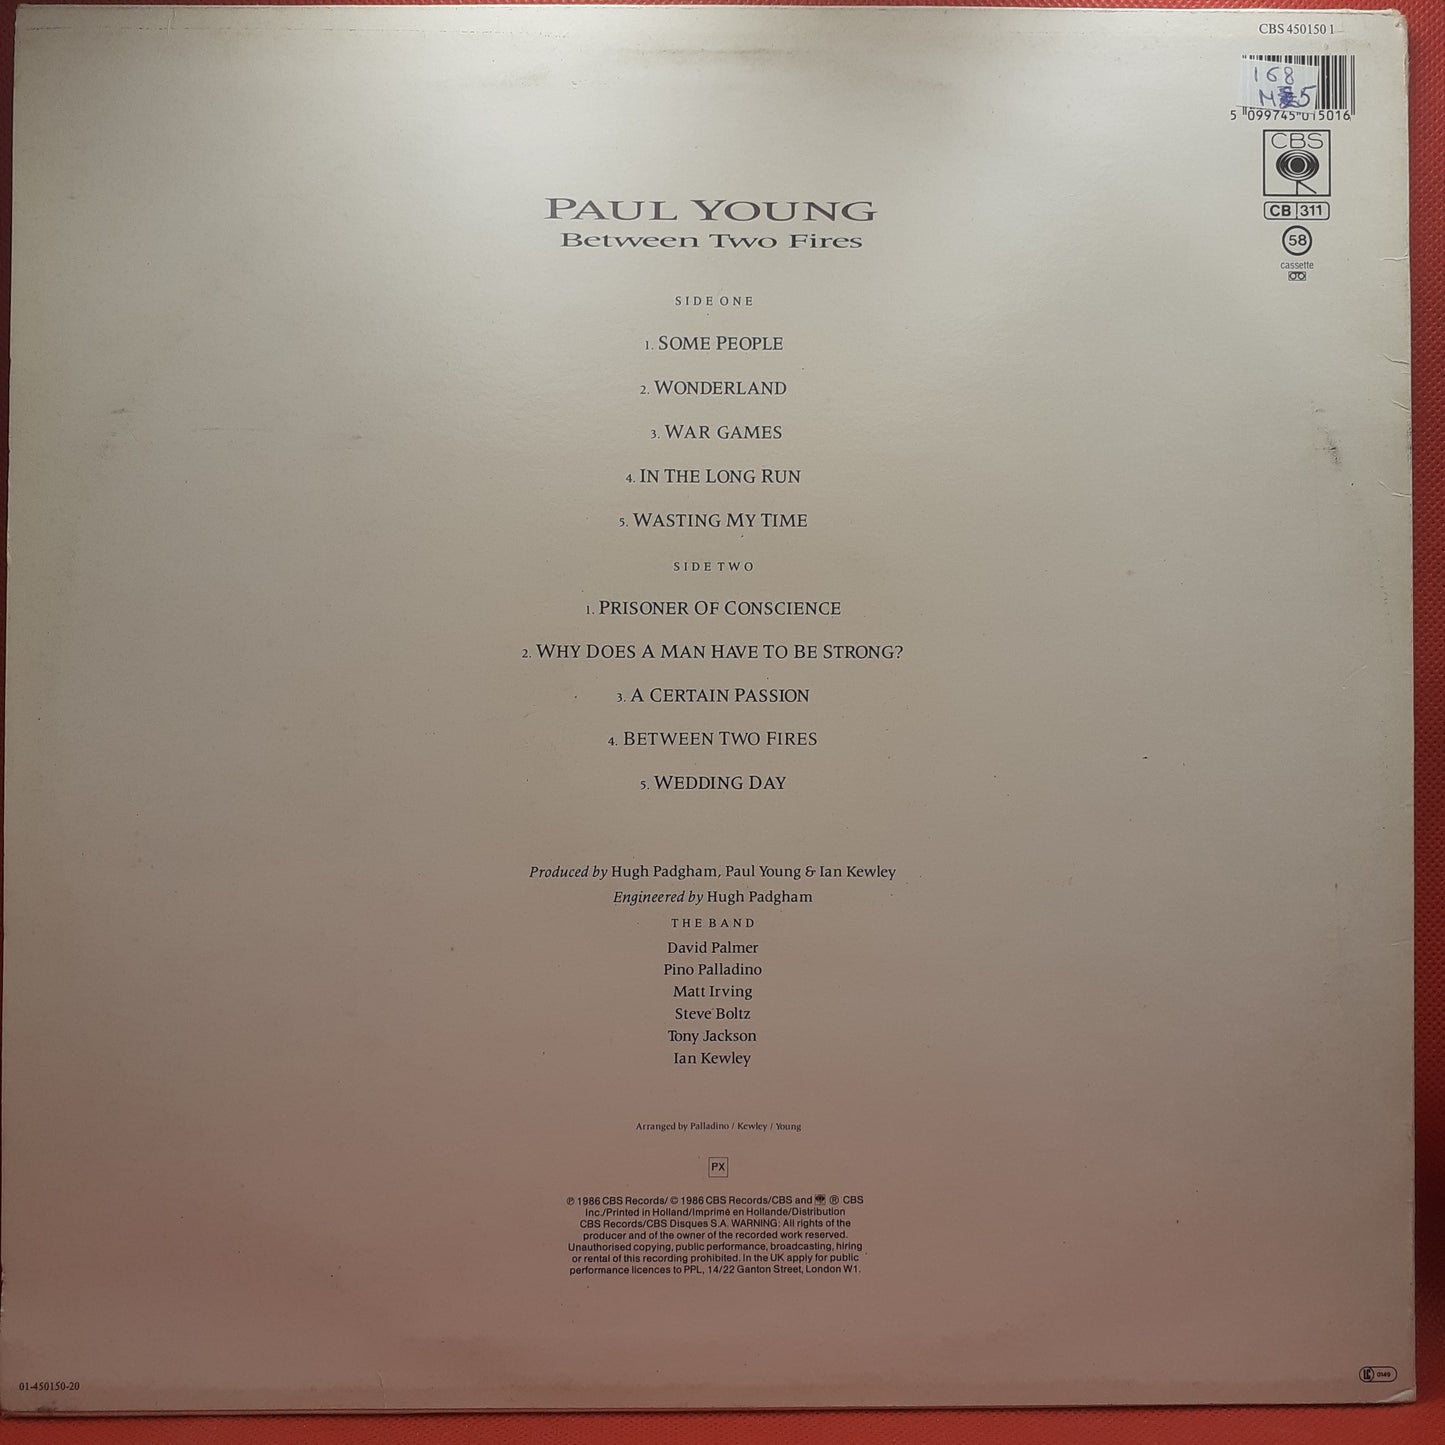 CBS 450150 1
168
5
5 099745 015016
CBS
CB 311
58
cassette
PAUL YOUNG
Between Two Fires
SIDE ONE
1. SOME PEOPLE
2. WONDERLAND
3. WAR GAMES
4. IN THE LONG RUN
5. WASTING MY TIME
SIDE TWO
1. PRISONER OF CONSCIENCE
2. WHY DOES A MAN HAVE TO BE STRONG?
3. A CERTAIN PASSION
4. BETWEEN TWO FIRES
5. WEDDING DAY
Produced by Hugh Padgham, Paul Young & Ian Kewley
Engineered by Hugh Padgham
THE BAND
David Palmer
Pino Palladino
Matt Irving
Steve Boltz
Tony Jackson
Ian Kewley
Arranged by Palladino / Kewley / Young
PX
℗ 1986 CBS Records/ © 1986 CBS Records/CBS and ® CBS
Inc./Printed in Holland/Imprimé en Hollande/Distribution
CBS Records/CBS Disques S.A. WARNING: All rights of the
producer and of the owner of the recorded work reserved.
Unauthorised copying, public performance, broadcasting, hiring
or rental of this recording prohibited. In the UK apply for public
performance licences to PPL, 14/22 Ganton Street, London W1.
01-450150-20
LC 0149